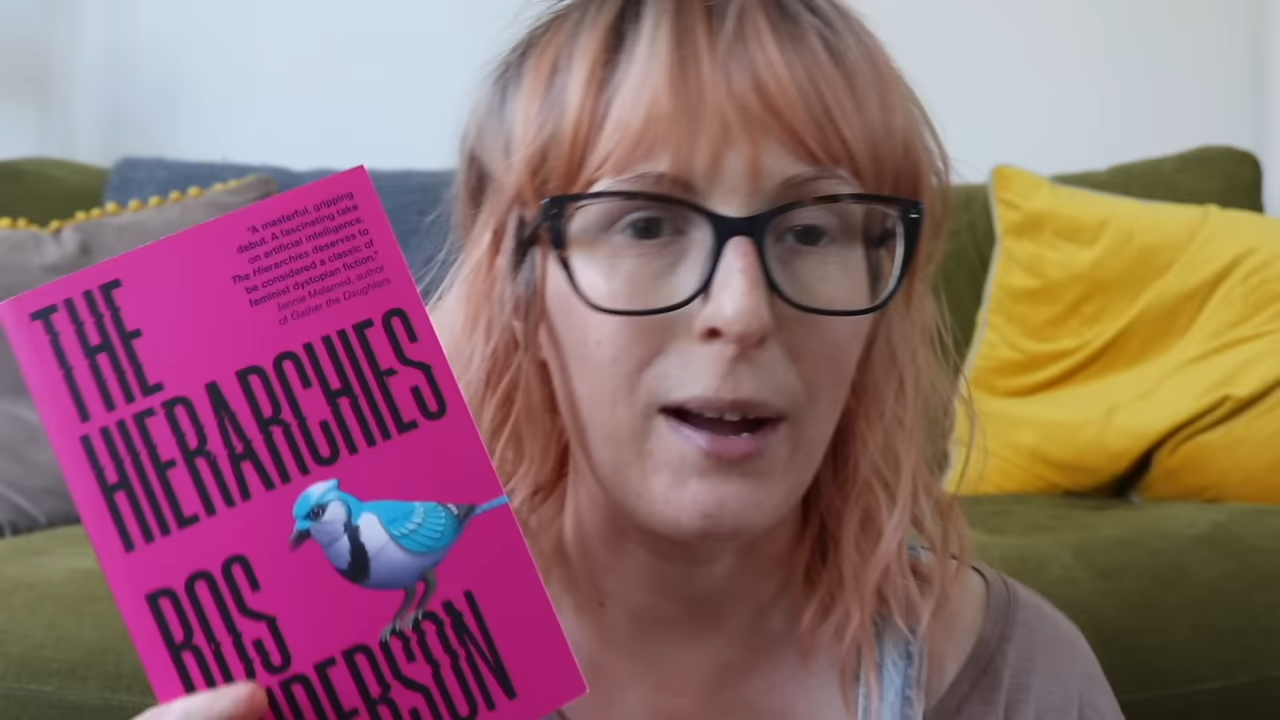 "A masterful, gripping
debut. A fascinating take
on artificial intelligence.
The Hierarchies deserves to
be considered a classic of
feminist dystopian fiction."
Jennie Melamed, author
of Gather the Daughters
THE
HIERARCHIES
ROS
ANDERSON